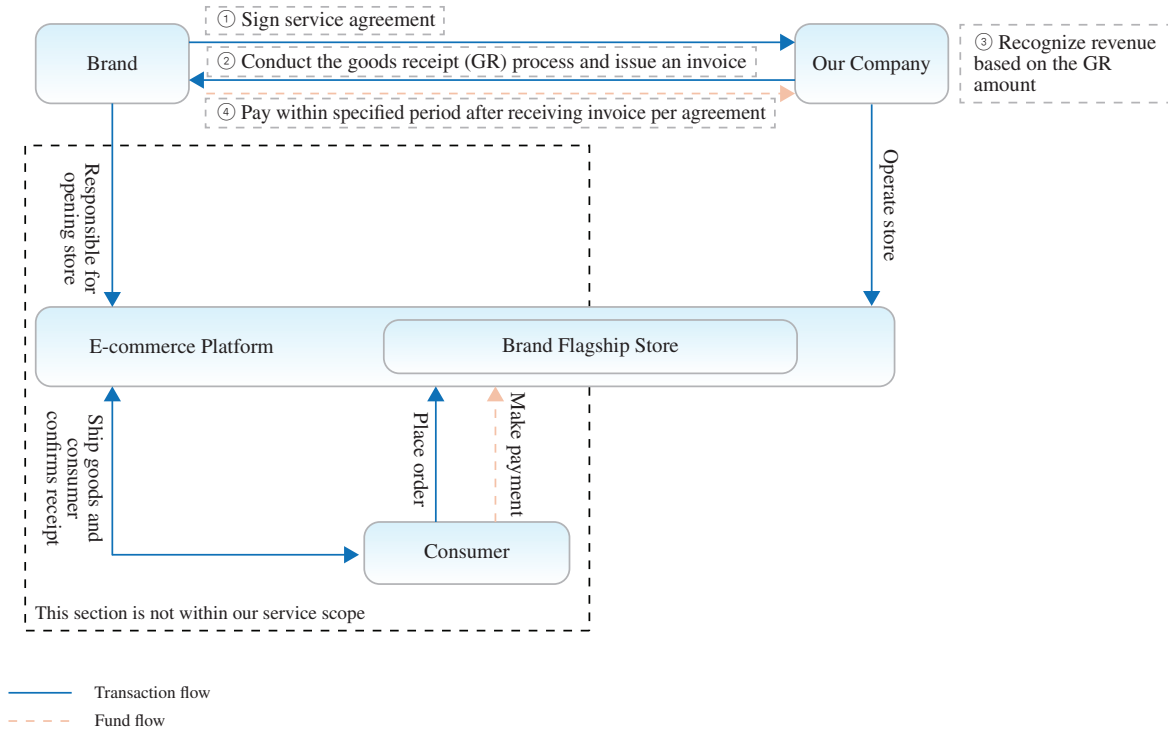 ① Sign service agreement
Brand
② Conduct the goods receipt (GR) process and issue an invoice
Our Company
③ Recognize revenue
based on the GR
amount
④ Pay within specified period after receiving invoice per agreement
Responsible for
opening store
Operate store
E-commerce Platform
Brand Flagship Store
Ship goods and
consumer
confirms receipt
Place order
Make payment
Consumer
This section is not within our service scope
Transaction flow
Fund flow